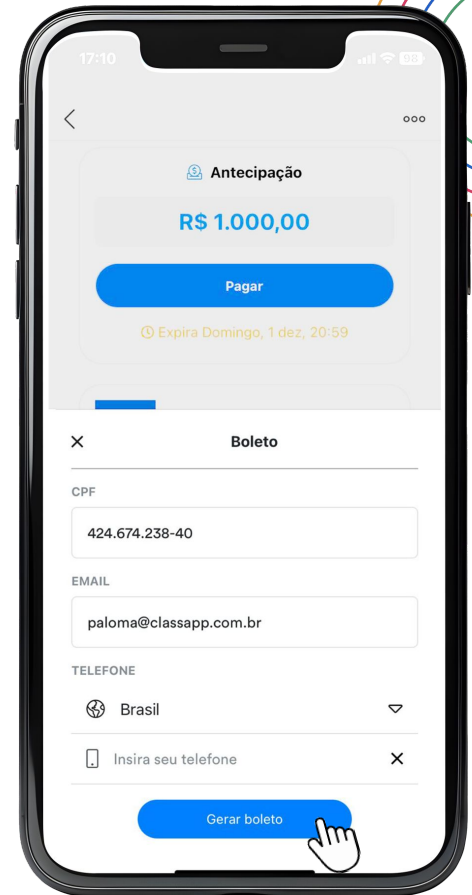 17:10
98
Antecipação
R$ 1.000,00
Pagar
Expira Domingo, 1 dez, 20:59
Boleto
CPF
424.674.238-40
EMAIL
paloma@classapp.com.br
TELEFONE
Brasil
Insira seu telefone
Gerar boleto